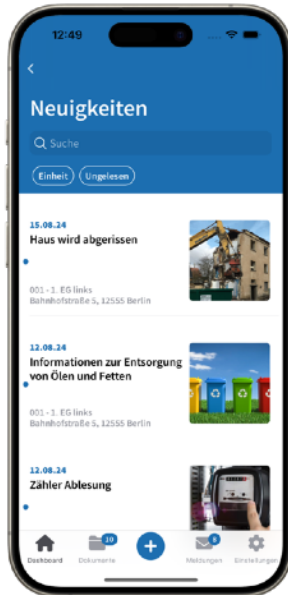 12:49
Neuigkeiten
Suche
Einheit Ungelesen
15.08.24
Haus wird abgerissen
001 - 1. EG links
Bahnhofstraße 5, 12555 Berlin
12.08.24
Informationen zur Entsorgung
von Ölen und Fetten
001 - 1. EG links
Bahnhofstraße 5, 12555 Berlin
12.08.24
Zähler Ablesung
10 6
Dashboard Dokumente Meldungen Einstellungen